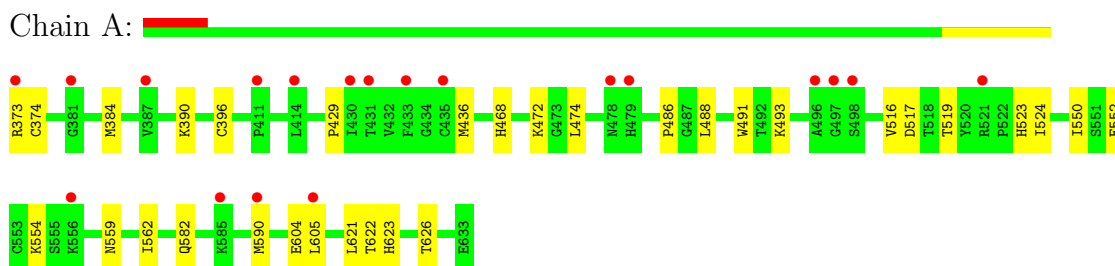 Chain A:
R373 C374 G381 M384 V387 K390 C396 P411 L414 P429 I430 T431 V432 F433 G434 C435 M436 H468 K472 G473 L474 N478 H479 P486 G487 L488 W491 T492 K493 A496 G497 S498 V516 D517 T518 T519 Y520 R521 P522 H523 I524 I550 S551
C553 K554 S555 K556 N559 I562 Q582 K585 M590 E604 L605 L621 T622 H623 T626 E633